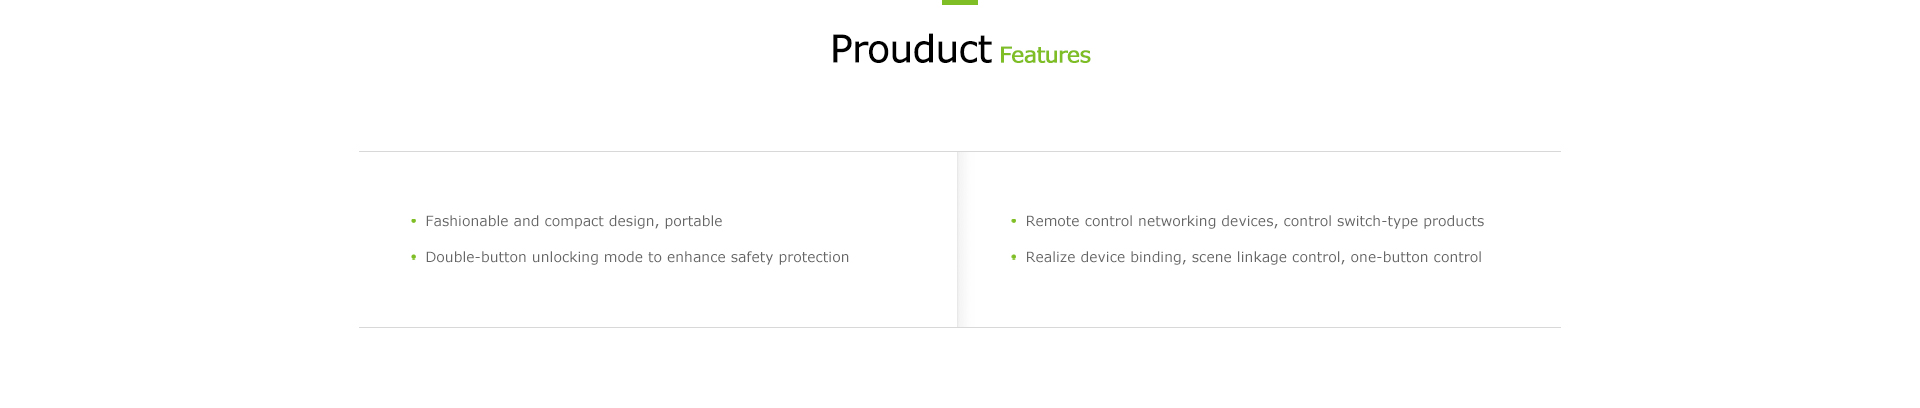 Prouduct Features
• Fashionable and compact design, portable
• Double-button unlocking mode to enhance safety protection
• Remote control networking devices, control switch-type products
• Realize device binding, scene linkage control, one-button control